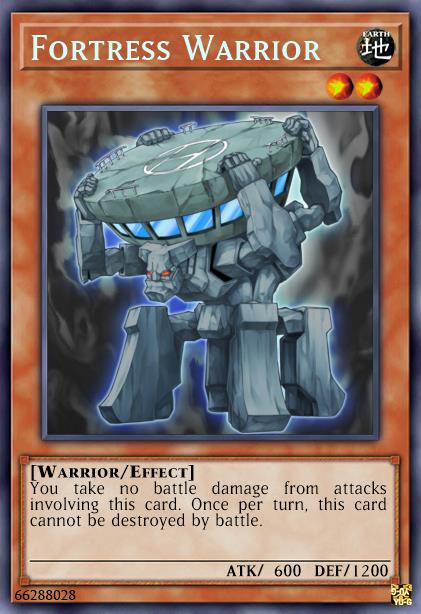 FORTRESS WARRIOR
EARTH
地
[WARRIOR/EFFECT]
You take no battle damage from attacks
involving this card. Once per turn, this card
cannot be destroyed by battle.
ATK/ 600 DEF/1200
66288028